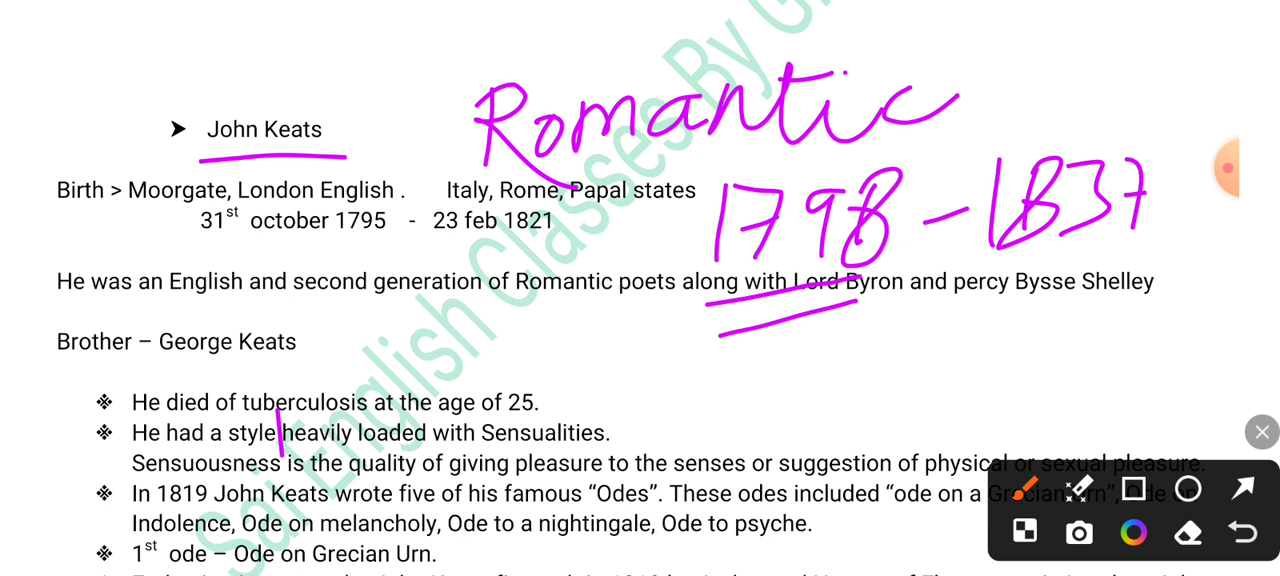 Romantic
➤ John Keats
Birth > Moorgate, London English . Italy, Rome, Papal states
31st october 1795 - 23 feb 1821
1798 - 1837
He was an English and second generation of Romantic poets along with Lord Byron and percy Bysse Shelley
Brother – George Keats
❖ He died of tuberculosis at the age of 25.
❖ He had a style heavily loaded with Sensualities.
Sensuousness is the quality of giving pleasure to the senses or suggestion of physical or sexual pleasure.
❖ In 1819 John Keats wrote five of his famous “Odes”. These odes included “ode on a Grecian urn”, Ode on
Indolence, Ode on melancholy, Ode to a nightingale, Ode to psyche.
❖ 1st ode – Ode on Grecian Urn.
Sai English Classes By